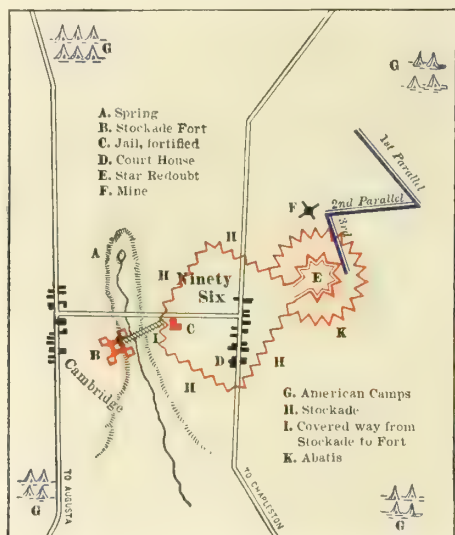 G
G
A. Spring
B. Stockade Fort
C. Jail, fortified
D. Court House
E. Star Redoubt
F. Mine
1st Parallel
2nd Parallel
3rd
F
A
H
H
Ninety
Six
E
B
I
C
K
D
H
H
Cambridge
G. American Camps
H. Stockade
I. Covered way from
Stockade to Fort
K. Abatis
G
TO AUGUSTA
TO CHARLESTON
G